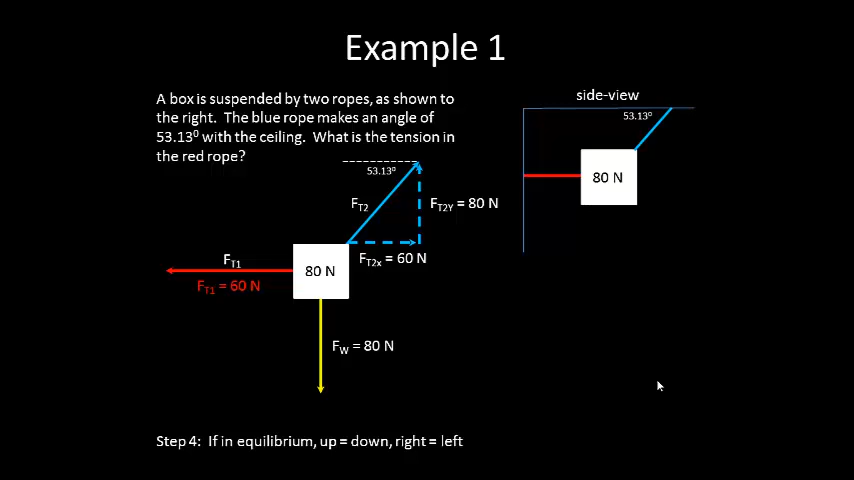 Example 1
A box is suspended by two ropes, as shown to
the right.  The blue rope makes an angle of
53.13⁰ with the ceiling.  What is the tension in
the red rope?
side-view
53.13⁰
80 N
53.13⁰
F_T2
F_T2Y = 80 N
F_T2x = 60 N
F_T1
F_T1 = 60 N
80 N
F_W = 80 N
Step 4:  If in equilibrium, up = down, right = left